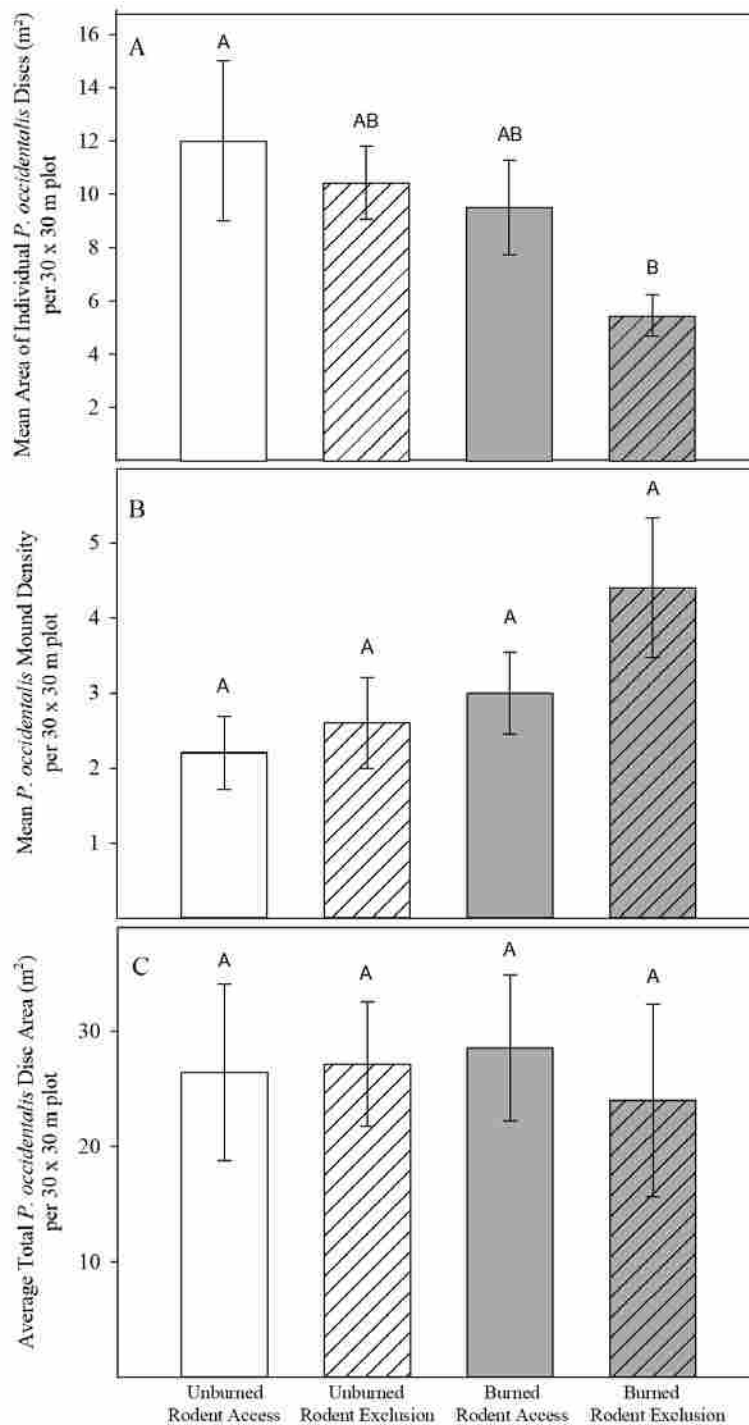 Mean Area of Individual P. occidentalis Discs (m²)
per 30 x 30 m plot
A
16
14
12
10
8
6
4
2
A
AB
AB
B
Mean P. occidentalis Mound Density
per 30 x 30 m plot
B
5
4
3
2
1
A
A
A
A
Average Total P. occidentalis Disc Area (m²)
per 30 x 30 m plot
C
30
20
10
A
A
A
A
Unburned
Rodent Access
Unburned
Rodent Exclusion
Burned
Rodent Access
Burned
Rodent Exclusion